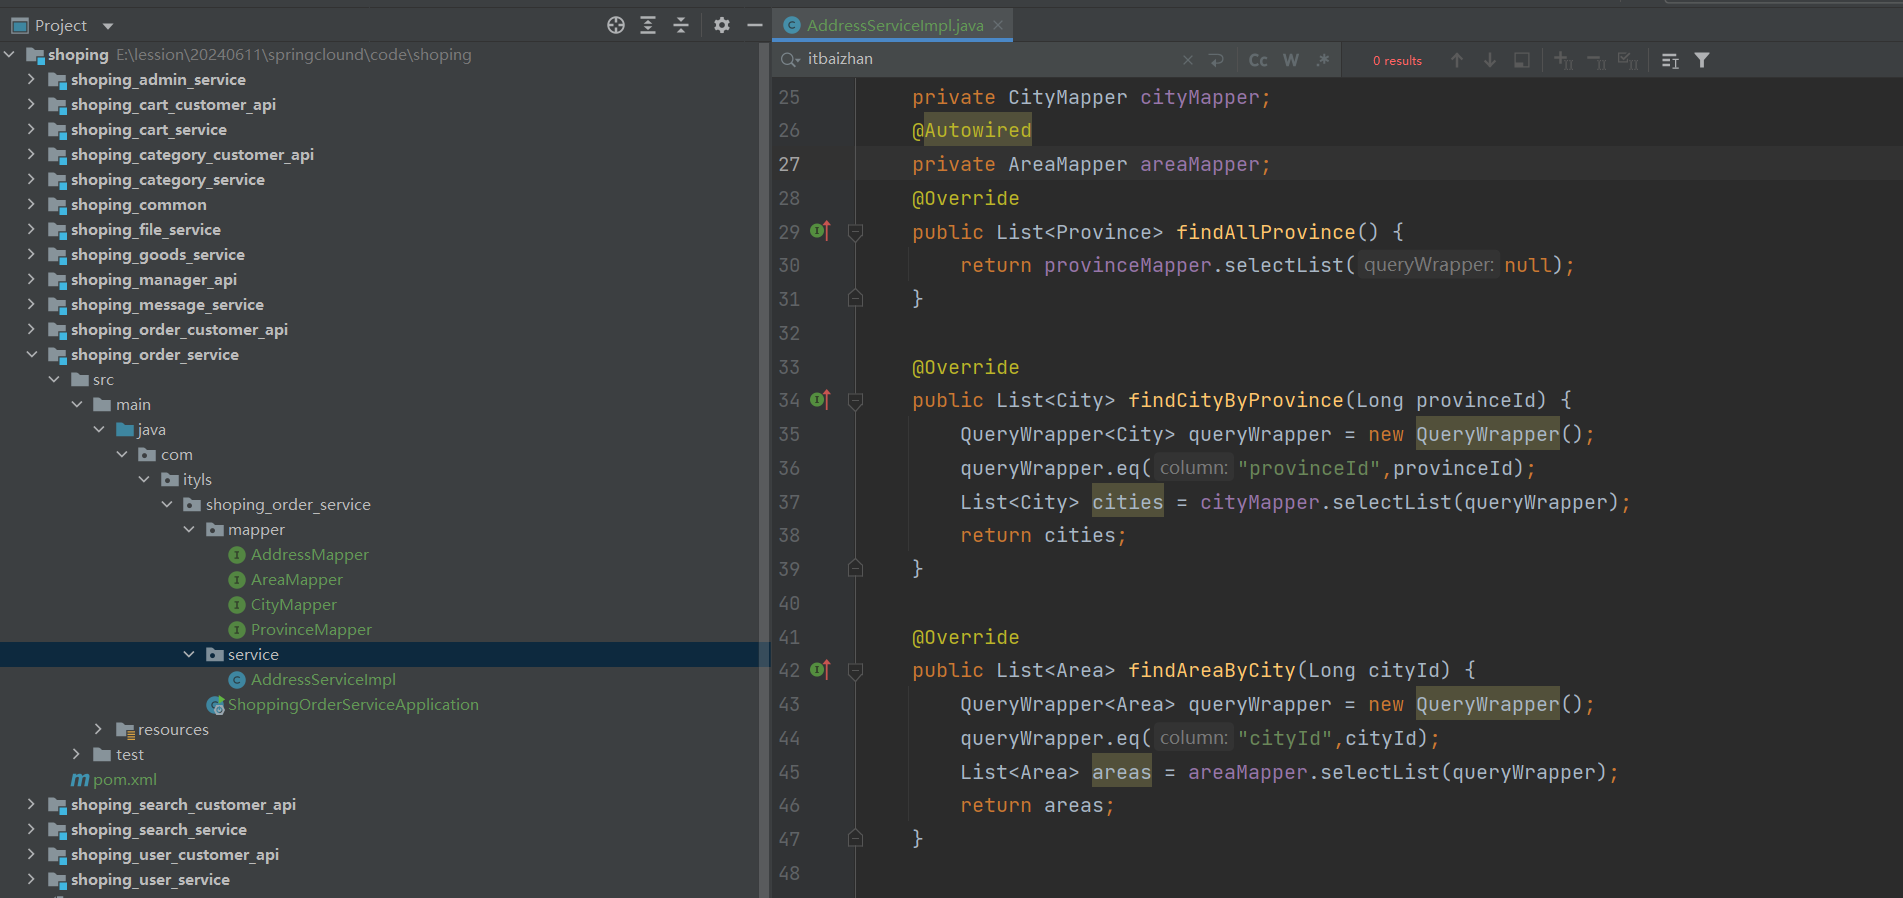 Project
shoping E:\lession\20240611\springclound\code\shoping
shoping_admin_service
shoping_cart_customer_api
shoping_cart_service
shoping_category_customer_api
shoping_category_service
shoping_common
shoping_file_service
shoping_goods_service
shoping_manager_api
shoping_message_service
shoping_order_customer_api
shoping_order_service
src
main
java
com
ityls
shoping_order_service
mapper
AddressMapper
AreaMapper
CityMapper
ProvinceMapper
service
AddressServiceImpl
ShoppingOrderServiceApplication
resources
test
pom.xml
shoping_search_customer_api
shoping_search_service
shoping_user_customer_api
shoping_user_service
AddressServiceImpl.java
itbaizhan Cc W .* 0 results
25 private CityMapper cityMapper;
26 @Autowired
27 private AreaMapper areaMapper;
28 @Override
29 public List<Province> findAllProvince() {
30 return provinceMapper.selectList( queryWrapper: null);
31 }
32
33 @Override
34 public List<City> findCityByProvince(Long provinceId) {
35 QueryWrapper<City> queryWrapper = new QueryWrapper();
36 queryWrapper.eq( column: "provinceId",provinceId);
37 List<City> cities = cityMapper.selectList(queryWrapper);
38 return cities;
39 }
40
41 @Override
42 public List<Area> findAreaByCity(Long cityId) {
43 QueryWrapper<Area> queryWrapper = new QueryWrapper();
44 queryWrapper.eq( column: "cityId",cityId);
45 List<Area> areas = areaMapper.selectList(queryWrapper);
46 return areas;
47 }
48